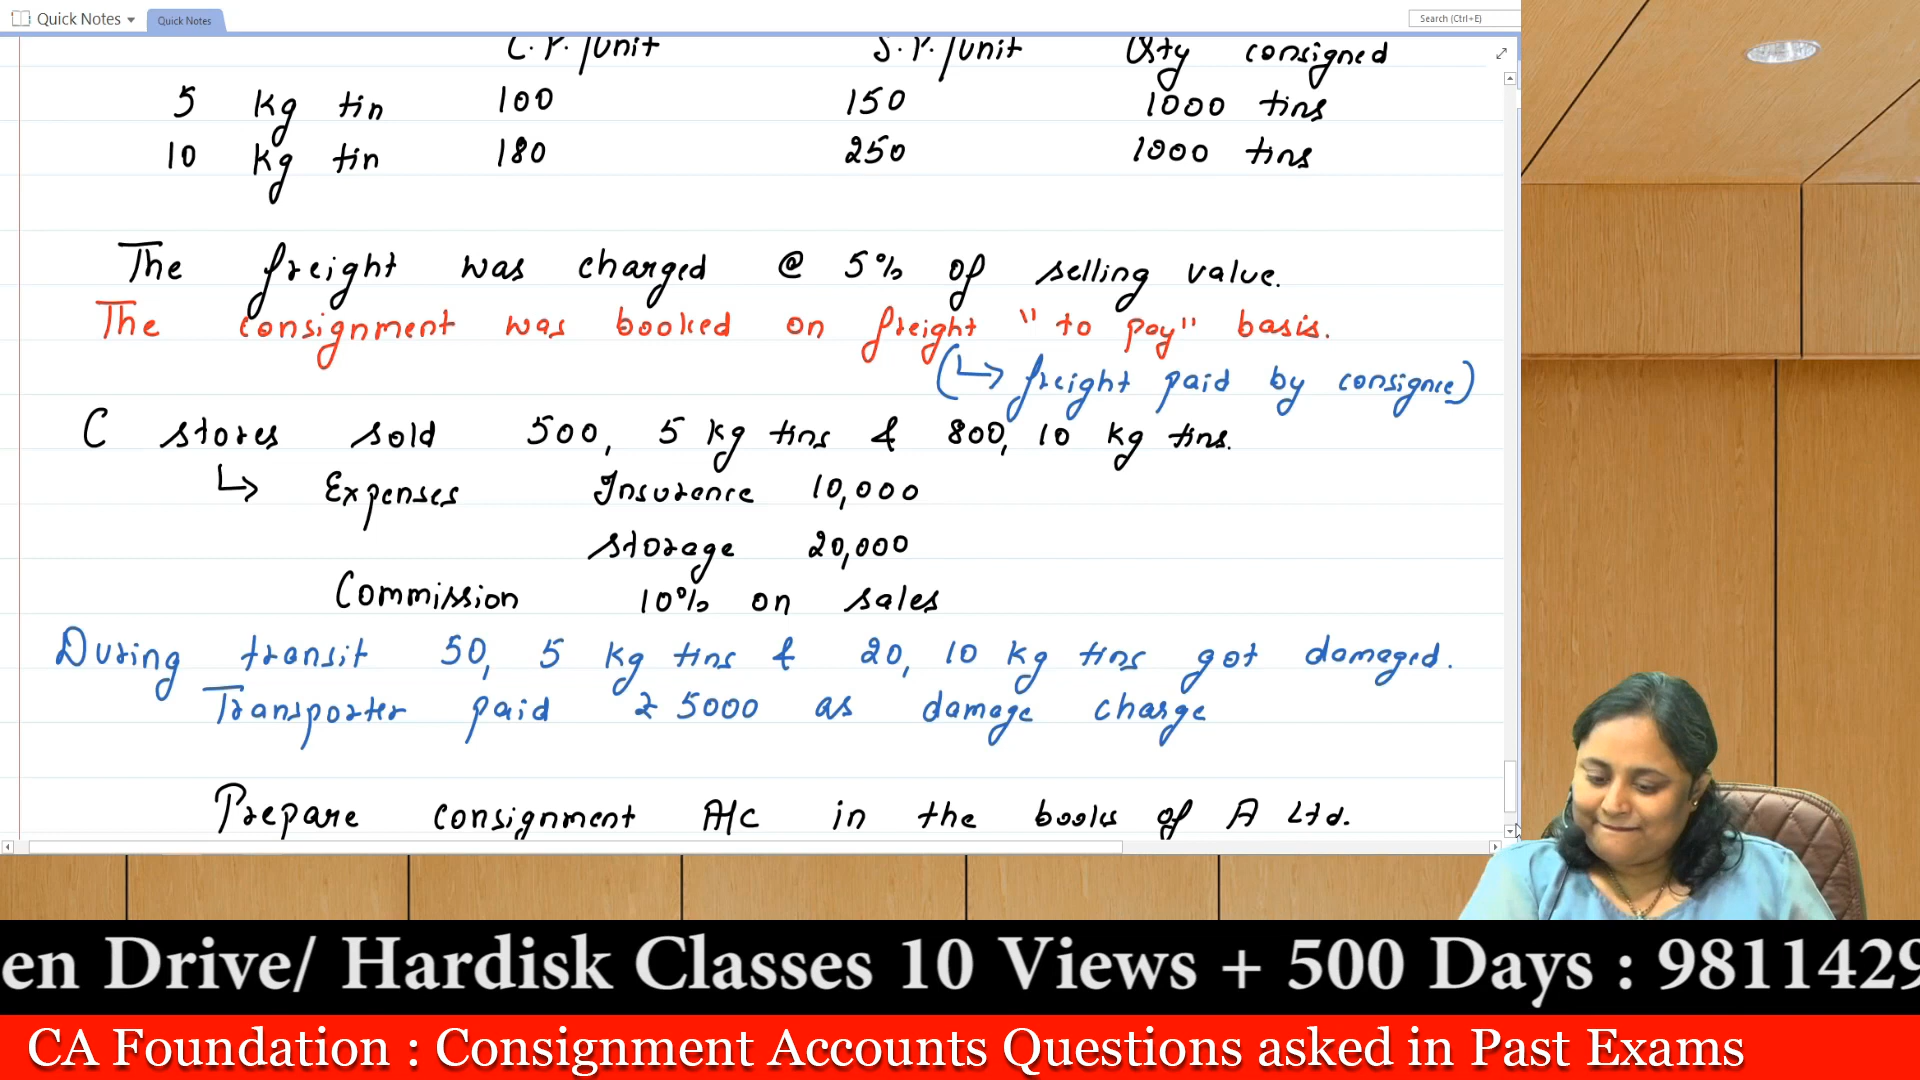 Quick Notes
Quick Notes
Search (Ctrl+E)
C.P./unit S.P./unit Qty consigned
5 kg tin 100 150 1000 tins
10 kg tin 180 250 1000 tins
The freight was charged @ 5% of selling value.
The consignment was booked on freight "to pay" basis.
(↳ freight paid by consignee)
C stores sold 500, 5 kg tins & 800, 10 kg tins.
↳ Expenses Insurance 10,000
storage 20,000
Commission 10% on sales
During transit 50, 5 kg tins & 20, 10 kg tins got damaged.
Transporter paid ₹ 5000 as damage charge
Prepare consignment A/c in the books of A Ltd.
en Drive/ Hardisk Classes 10 Views + 500 Days : 9811429
CA Foundation : Consignment Accounts Questions asked in Past Exams